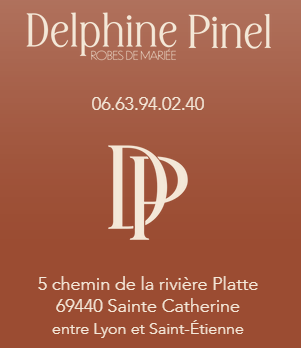 Delphine Pinel
ROBES DE MARIÉE
06.63.94.02.40
DP
5 chemin de la rivière Platte
69440 Sainte Catherine
entre Lyon et Saint-Étienne